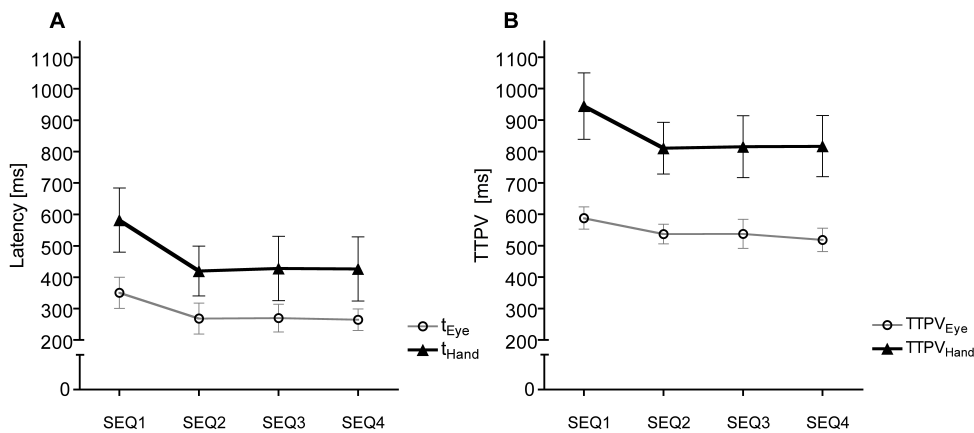 A
B
1100
1000
900
800
700
600
500
400
300
200
0
Latency [ms]
SEQ1 SEQ2 SEQ3 SEQ4
tEye
tHand
1100
1000
900
800
700
600
500
400
300
200
0
TTPV [ms]
SEQ1 SEQ2 SEQ3 SEQ4
TTPVEye
TTPVHand